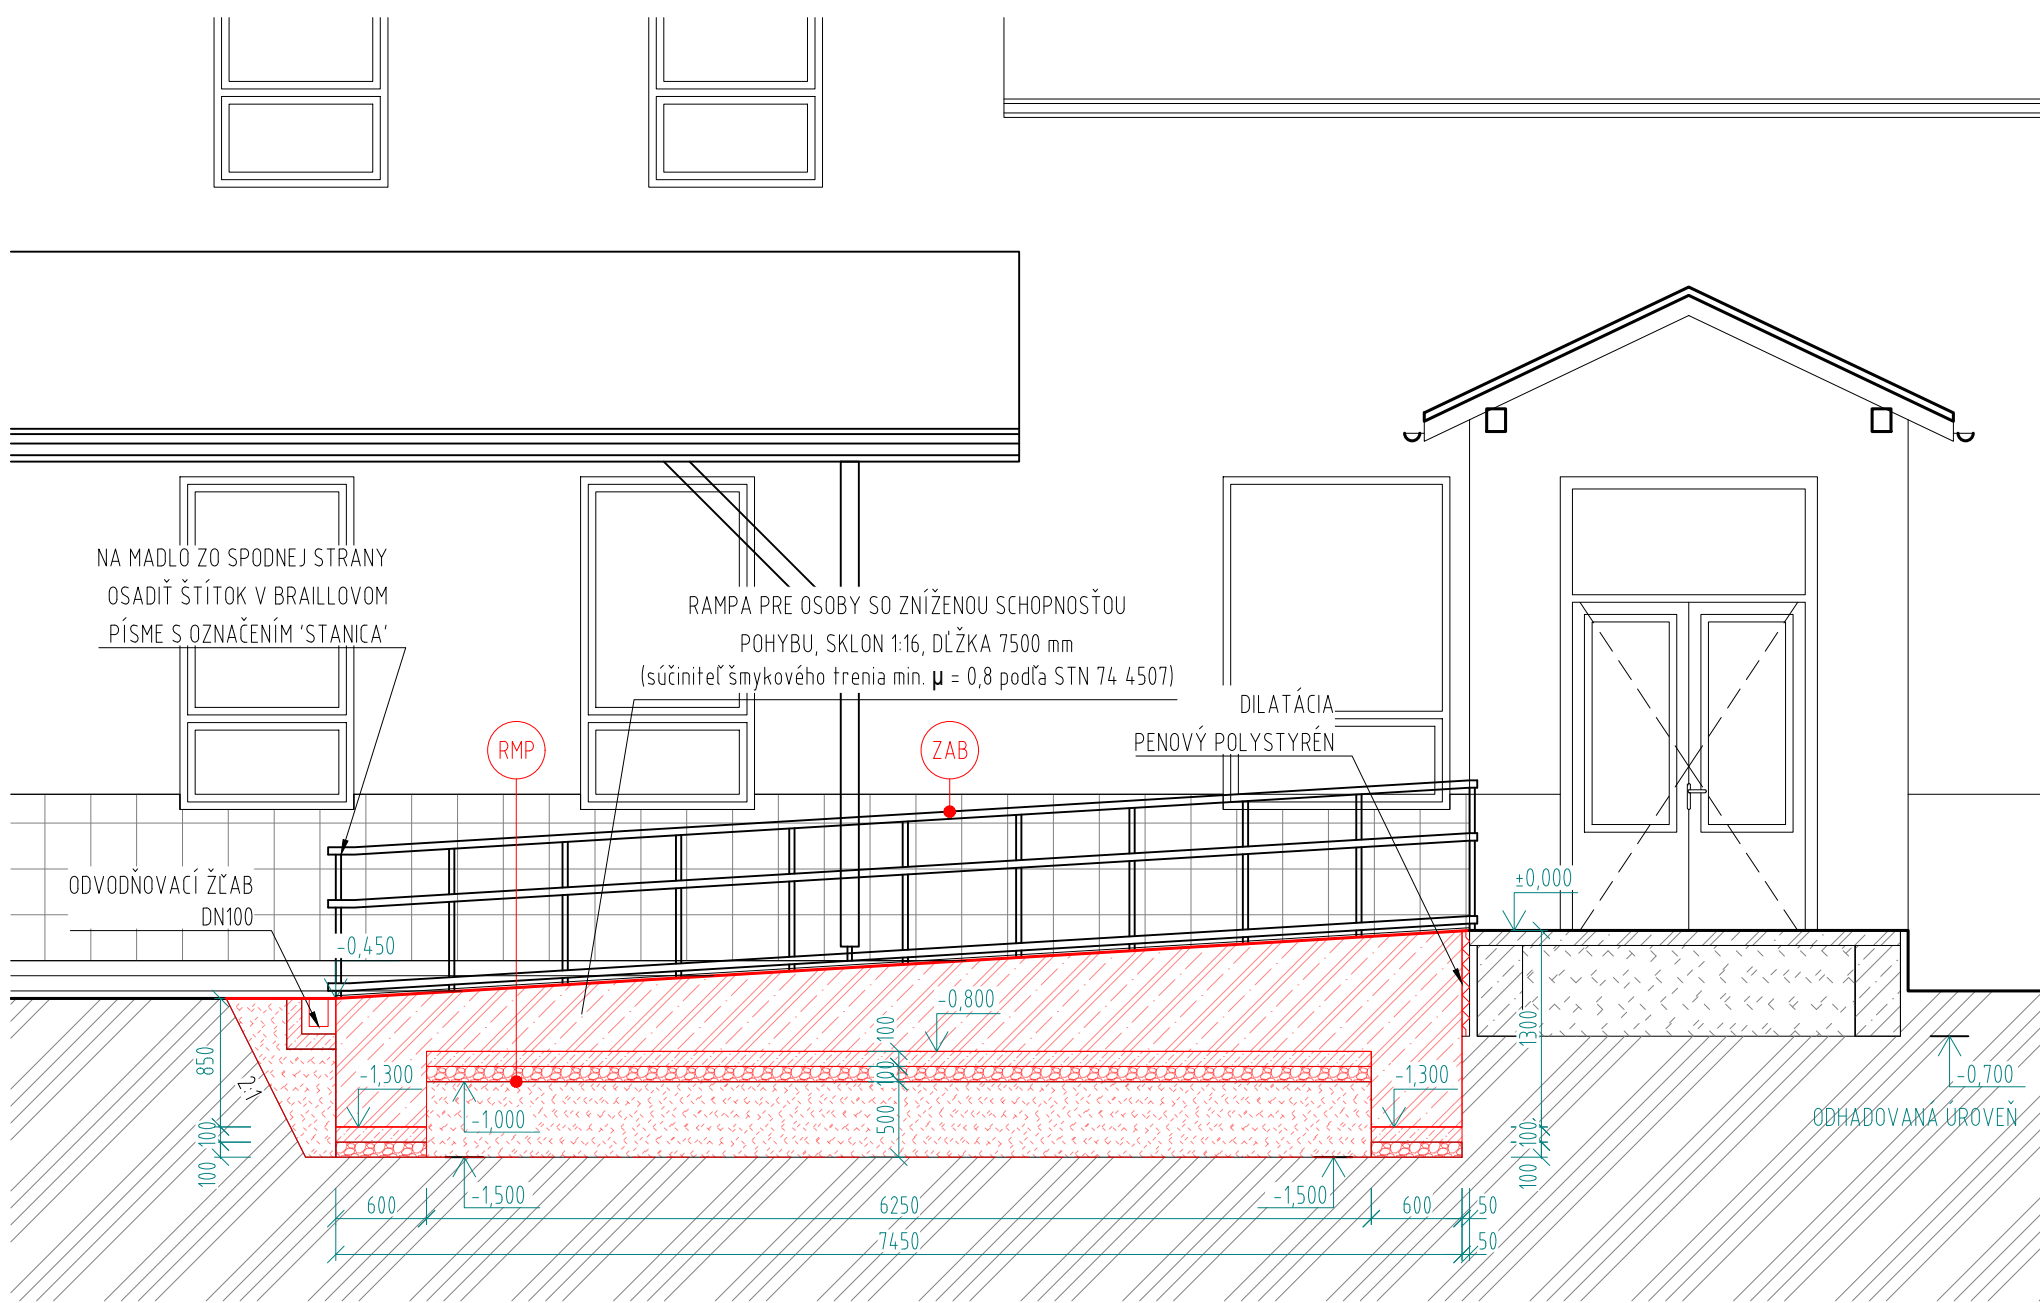 NA MADLO ZO SPODNEJ STRANY
OSADIŤ ŠTÍTOK V BRAILLOVOM
PÍSME S OZNAČENÍM 'STANICA'
RAMPA PRE OSOBY SO ZNÍŽENOU SCHOPNOSŤOU
POHYBU, SKLON 1:16, DĹŽKA 7500 mm
(súčiniteľ šmykového trenia min. μ = 0,8 podľa STN 74 4507)
DILATÁCIA
PENOVÝ POLYSTYRÉN
RMP
ZAB
ODVODŇOVACÍ ŽĽAB
DN100
-0,450
±0,000
-0,800
100
100
500
850
100
100
2:1
-1,300
-1,000
-1,500
-1,300
-1,500
1300
100
100
-0,700
ODHADOVANÁ ÚROVEŇ
600
6250
600
50
7450
50